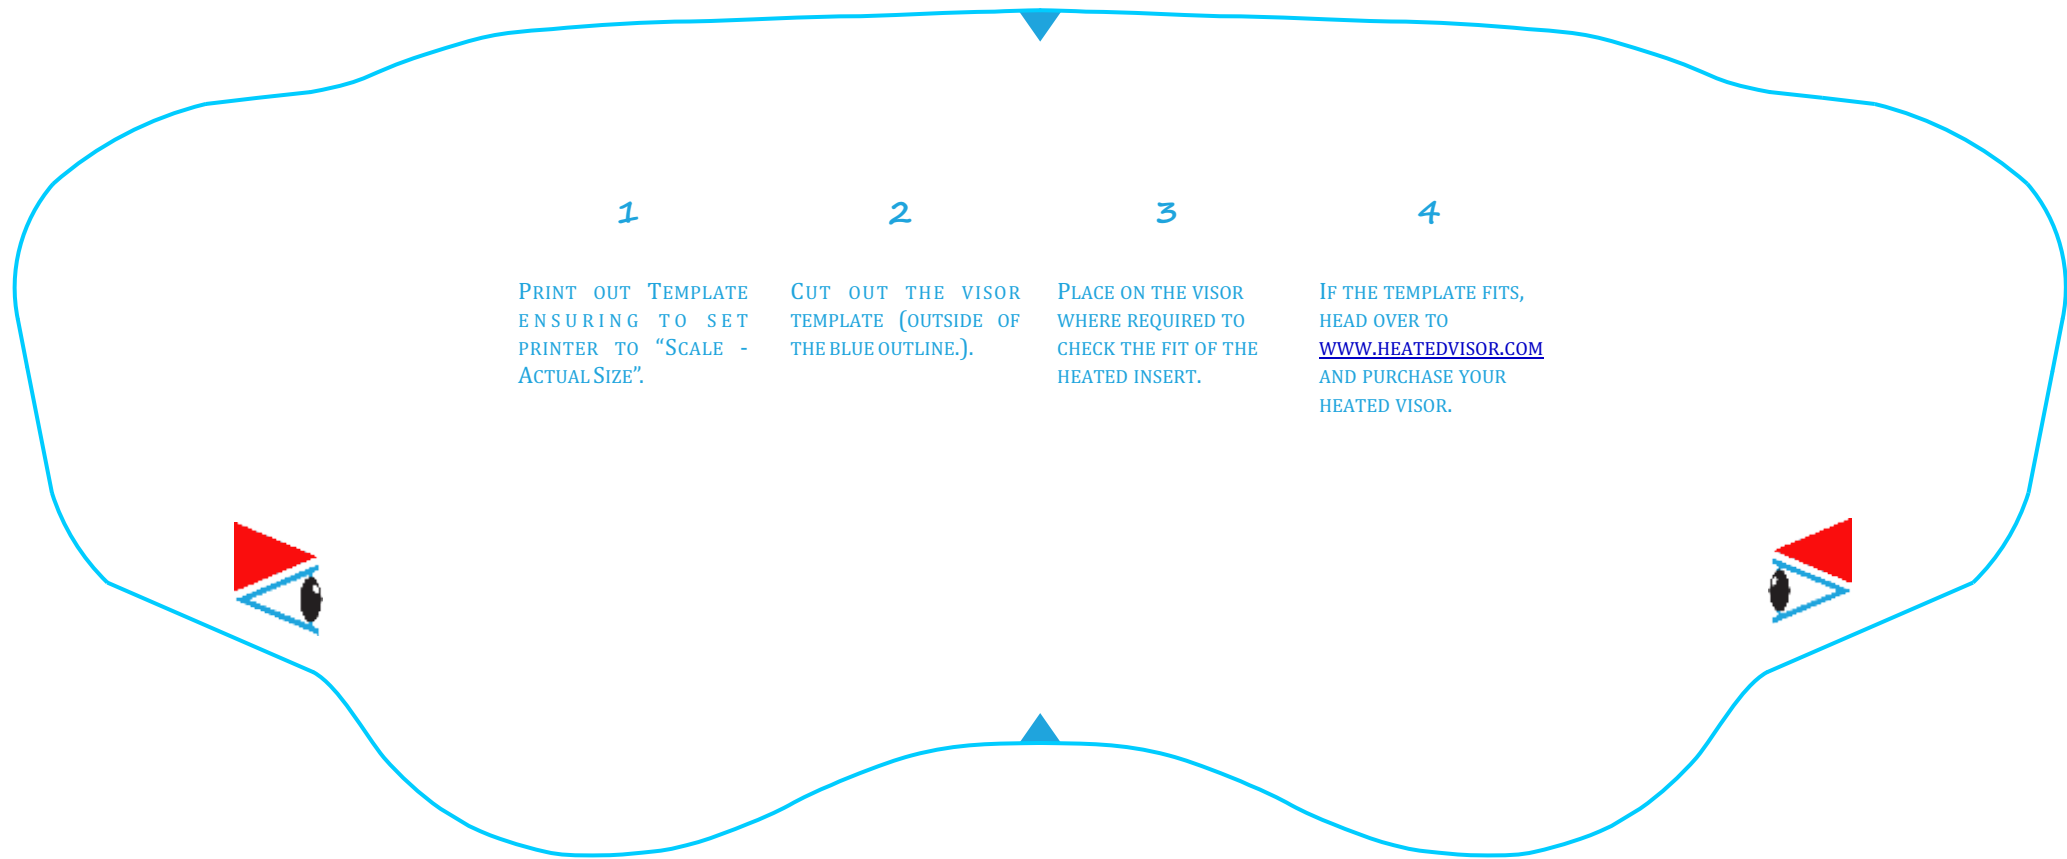 1
PRINT OUT TEMPLATE
ENSURING TO SET
PRINTER TO “SCALE -
ACTUAL SIZE”.
2
CUT OUT THE VISOR
TEMPLATE (OUTSIDE OF
THE BLUE OUTLINE.).
3
PLACE ON THE VISOR
WHERE REQUIRED TO
CHECK THE FIT OF THE
HEATED INSERT.
4
IF THE TEMPLATE FITS,
HEAD OVER TO
WWW.HEATEDVISOR.COM
AND PURCHASE YOUR
HEATED VISOR.